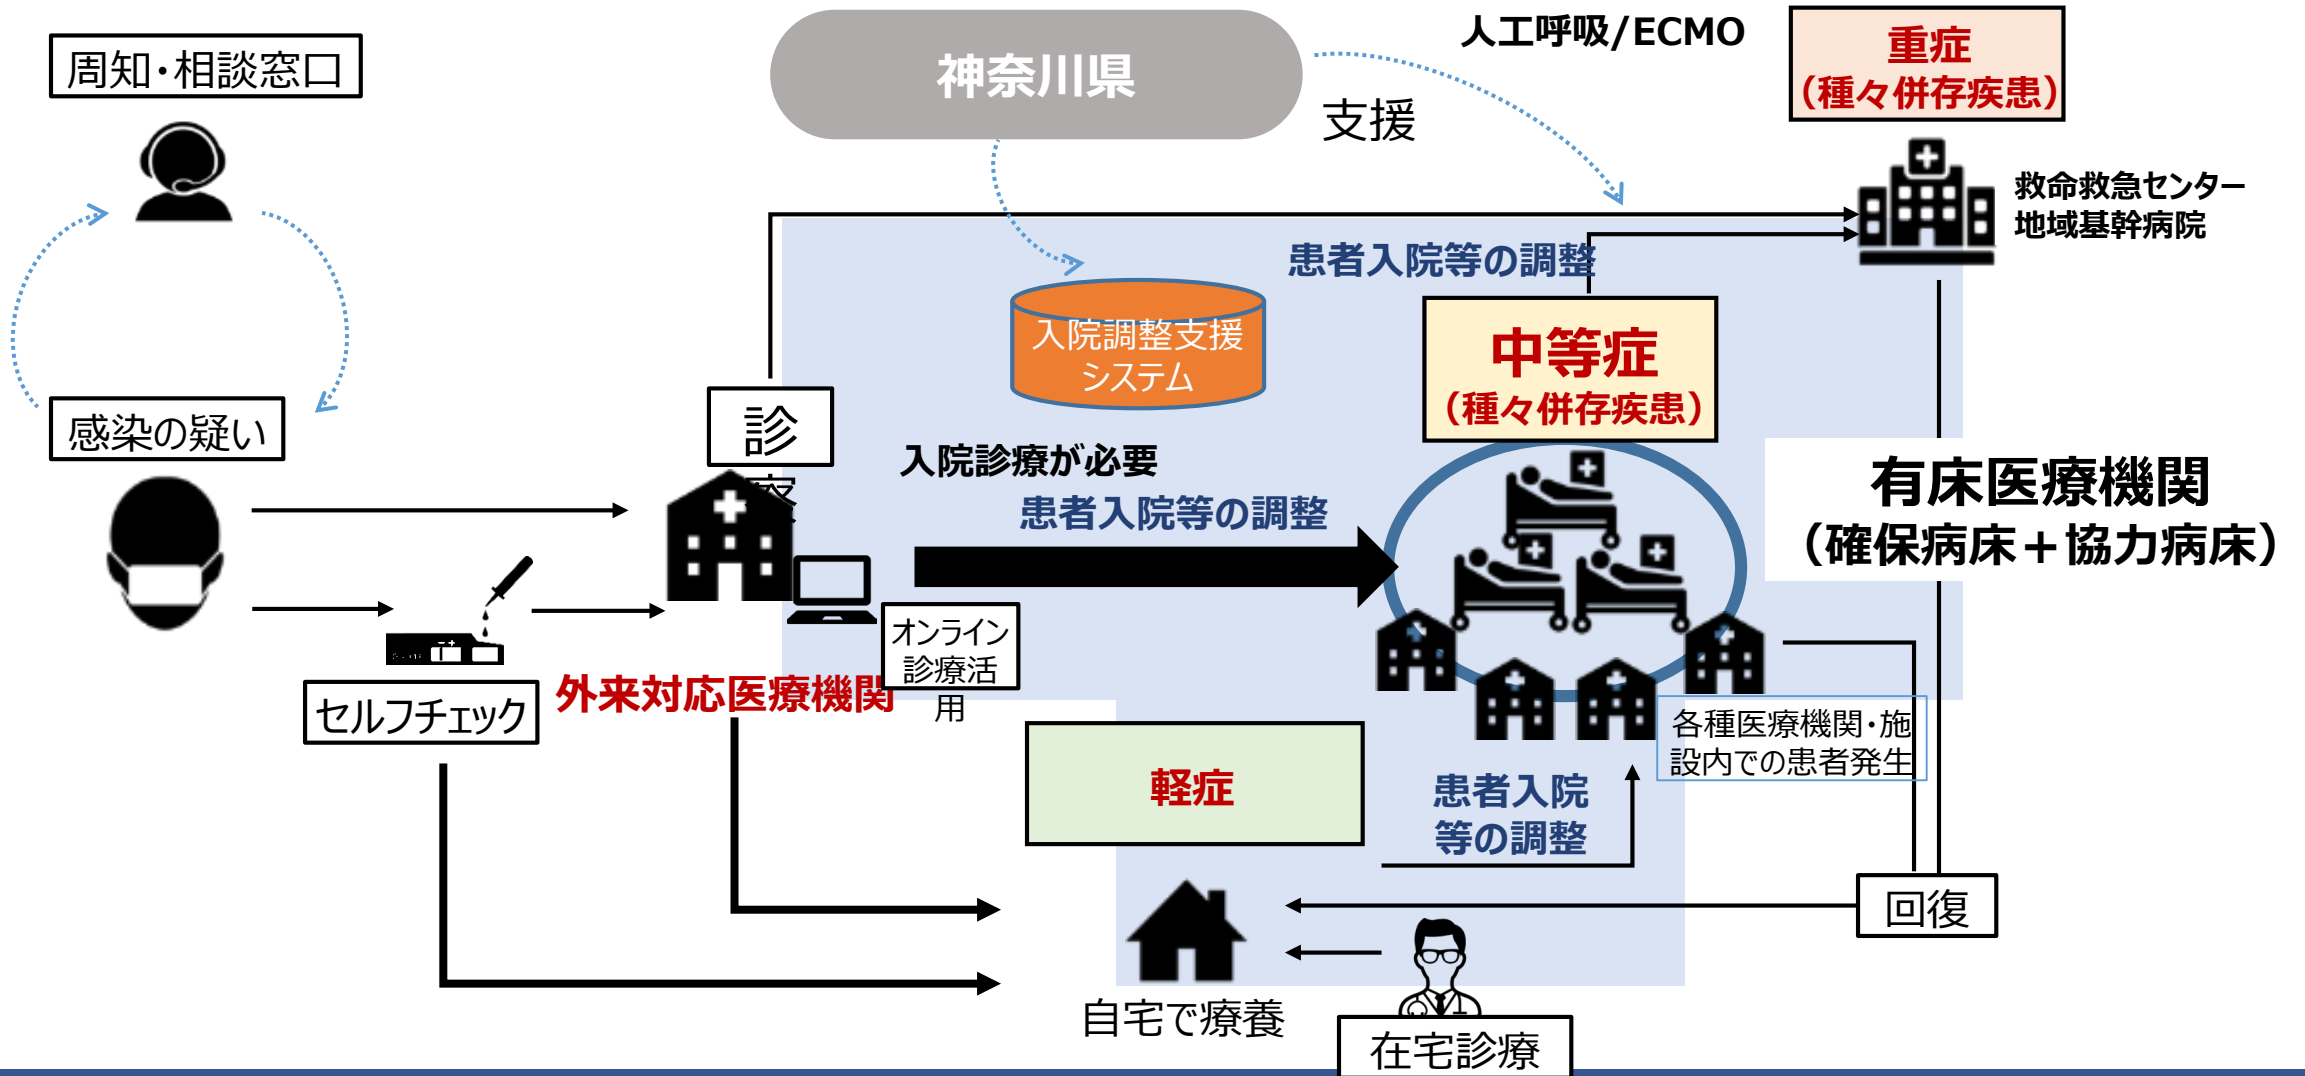 周知・相談窓口
神奈川県
人工呼吸/ECMO
重症
（種々併存疾患）
支援
救命救急センター
地域基幹病院
患者入院等の調整
入院調整支援
システム
中等症
（種々併存疾患）
感染の疑い
診
察
入院診療が必要
患者入院等の調整
有床医療機関
（確保病床＋協力病床）
オンライン
診療活
用
外来対応医療機関
セルフチェック
各種医療機関・施
設内での患者発生
軽症
患者入院
等の調整
回復
自宅で療養
在宅診療